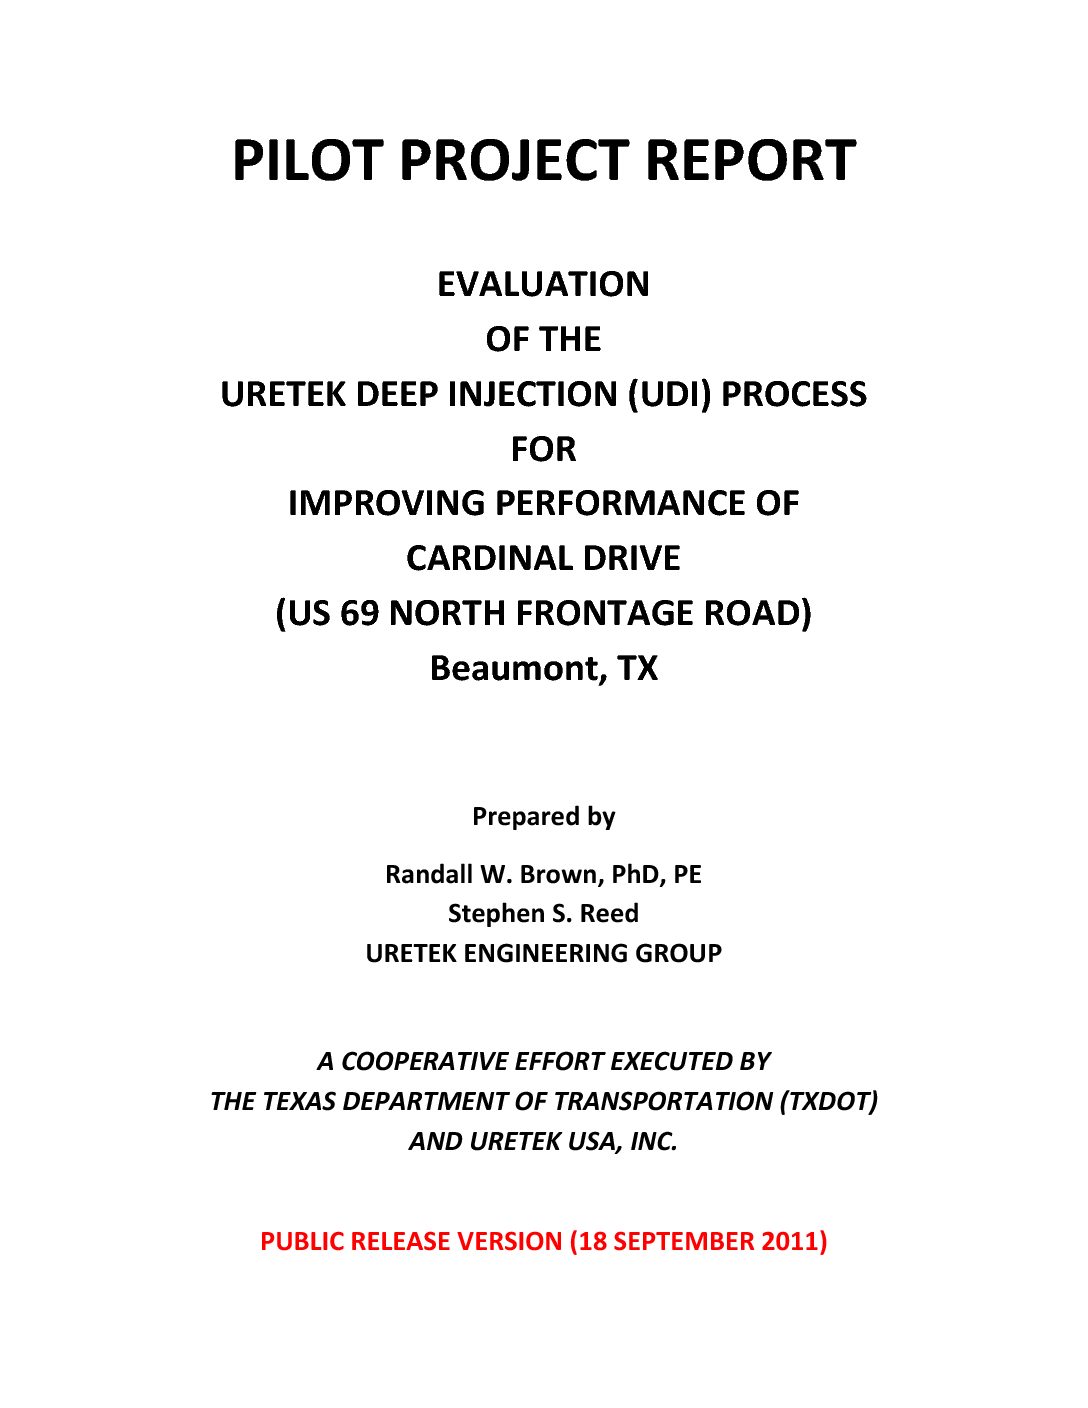 PILOT PROJECT REPORT
EVALUATION
OF THE
URETEK DEEP INJECTION (UDI) PROCESS
FOR
IMPROVING PERFORMANCE OF
CARDINAL DRIVE
(US 69 NORTH FRONTAGE ROAD)
Beaumont, TX
Prepared by
Randall W. Brown, PhD, PE
Stephen S. Reed
URETEK ENGINEERING GROUP
A COOPERATIVE EFFORT EXECUTED BY
THE TEXAS DEPARTMENT OF TRANSPORTATION (TXDOT)
AND URETEK USA, INC.
PUBLIC RELEASE VERSION (18 SEPTEMBER 2011)